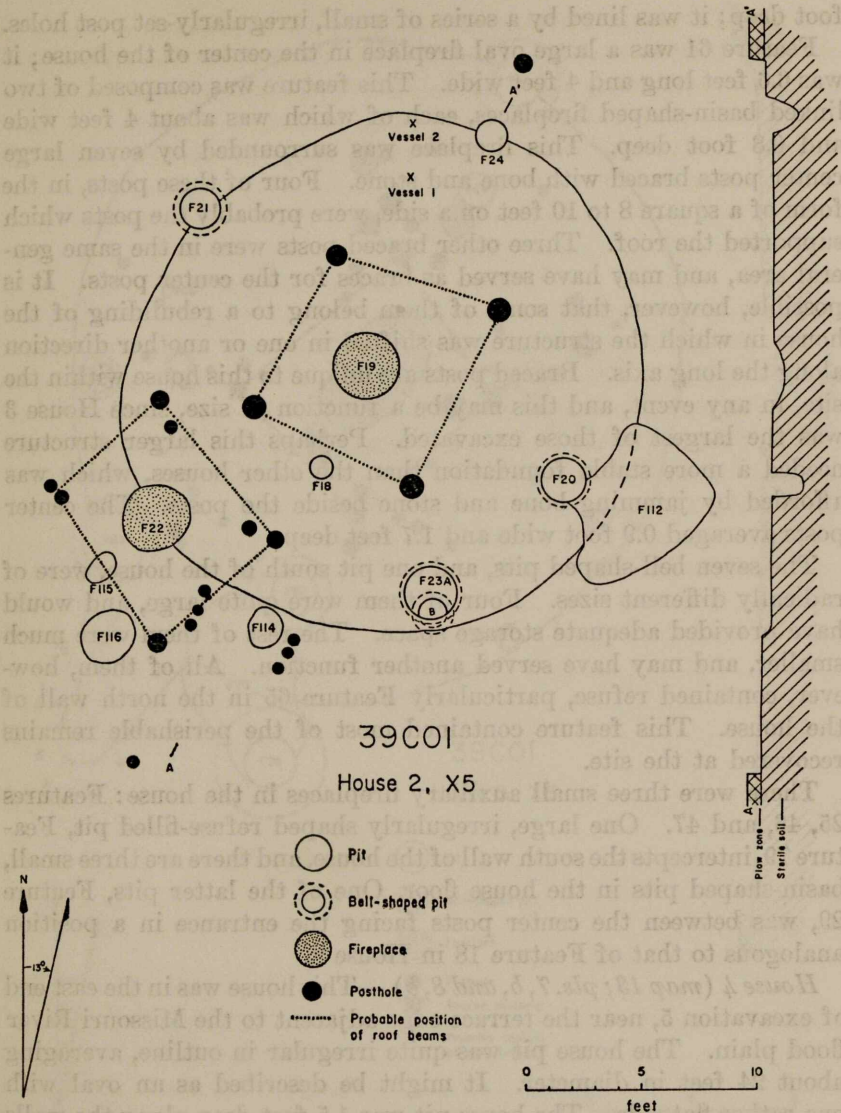 A'
A'
X
Vessel 2
F24
X
Vessel 1
F21
F19
F18
F20
F112
F22
F23A
B
F115
F116
F114
A
A
39CO1
House 2, X5
Plow zone
Sterile soil
Pit
Bell-shaped pit
Fireplace
Posthole
Probable position
of roof beams
N
13°
0 5 10
feet